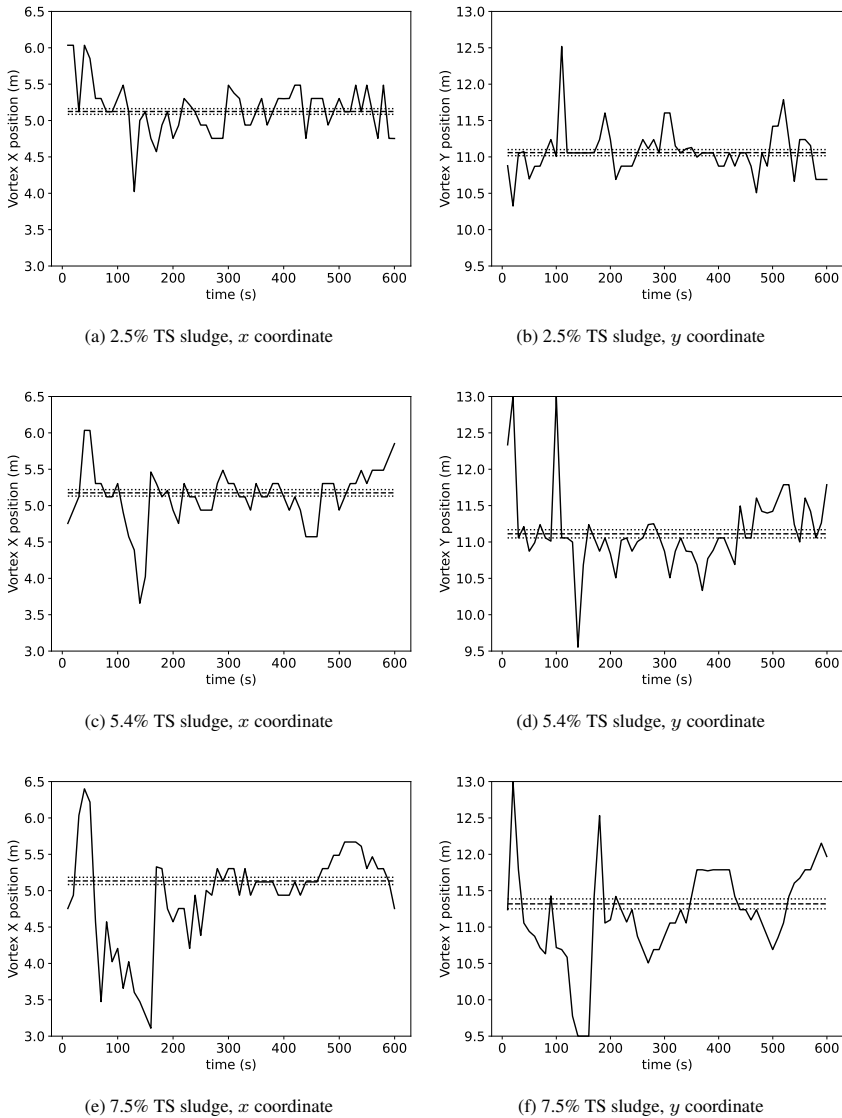 6.5
6.0
5.5
5.0
4.5
4.0
3.5
3.0
Vortex X position (m)
0 100 200 300 400 500 600
time (s)
(a) 2.5% TS sludge, x coordinate
13.0
12.5
12.0
11.5
11.0
10.5
10.0
9.5
Vortex Y position (m)
0 100 200 300 400 500 600
time (s)
(b) 2.5% TS sludge, y coordinate
6.5
6.0
5.5
5.0
4.5
4.0
3.5
3.0
Vortex X position (m)
0 100 200 300 400 500 600
time (s)
(c) 5.4% TS sludge, x coordinate
13.0
12.5
12.0
11.5
11.0
10.5
10.0
9.5
Vortex Y position (m)
0 100 200 300 400 500 600
time (s)
(d) 5.4% TS sludge, y coordinate
6.5
6.0
5.5
5.0
4.5
4.0
3.5
3.0
Vortex X position (m)
0 100 200 300 400 500 600
time (s)
(e) 7.5% TS sludge, x coordinate
13.0
12.5
12.0
11.5
11.0
10.5
10.0
9.5
Vortex Y position (m)
0 100 200 300 400 500 600
time (s)
(f) 7.5% TS sludge, y coordinate